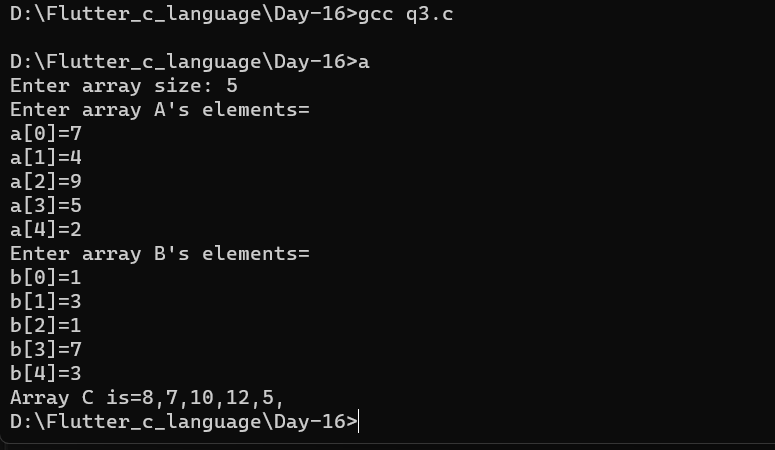 D:\Flutter_c_language\Day-16>gcc q3.c
D:\Flutter_c_language\Day-16>a
Enter array size: 5
Enter array A's elements=
a[0]=7
a[1]=4
a[2]=9
a[3]=5
a[4]=2
Enter array B's elements=
b[0]=1
b[1]=3
b[2]=1
b[3]=7
b[4]=3
Array C is=8,7,10,12,5,
D:\Flutter_c_language\Day-16>